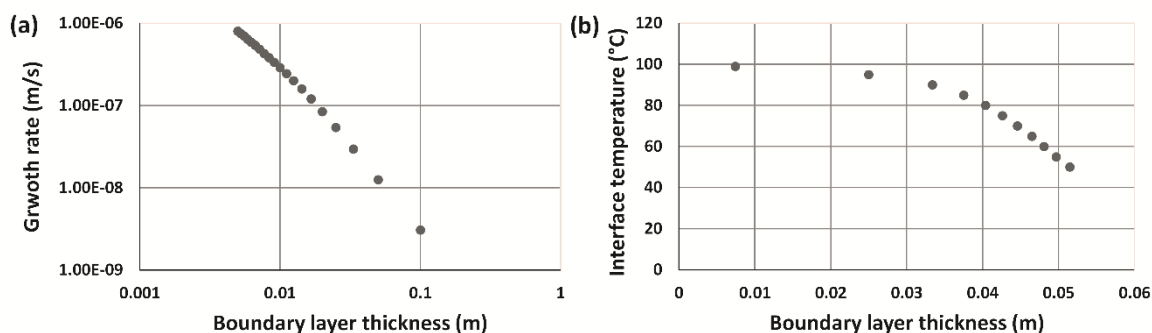 (a)
Grwoth rate (m/s)
1.00E-06
1.00E-07
1.00E-08
1.00E-09
0.001 0.01 0.1 1
Boundary layer thickness (m)
(b)
Interface temperature (°C)
120
100
80
60
40
20
0
0 0.01 0.02 0.03 0.04 0.05 0.06
Boundary layer thickness (m)